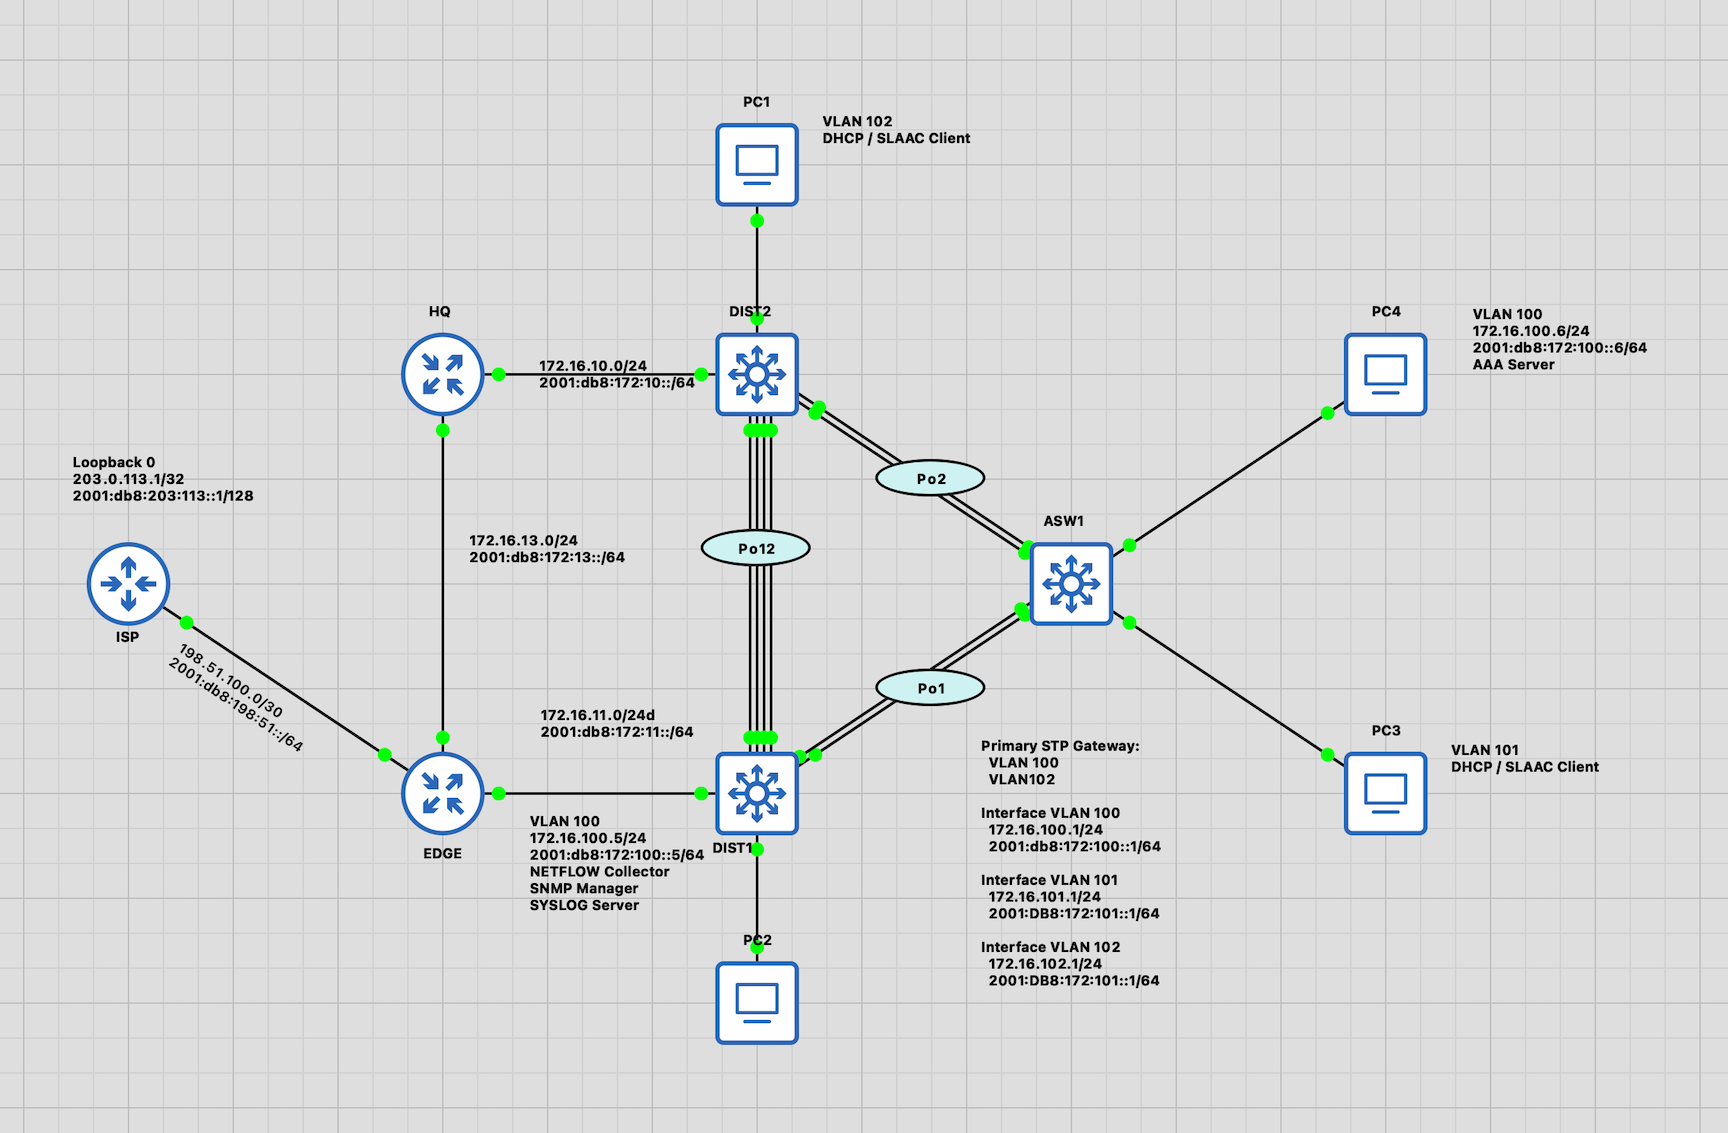 PC1
VLAN 102
DHCP / SLAAC Client
HQ
DIST2
172.16.10.0/24
2001:db8:172:10::/64
PC4
VLAN 100
172.16.100.6/24
2001:db8:172:100::6/64
AAA Server
Loopback 0
203.0.113.1/32
2001:db8:203:113::1/128
Po2
ASW1
172.16.13.0/24
2001:db8:172:13::/64
Po12
ISP
198.51.100.0/30
2001:db8:198:51::/64
Po1
172.16.11.0/24d
2001:db8:172:11::/64
PC3
VLAN 101
DHCP / SLAAC Client
Primary STP Gateway:
VLAN 100
VLAN102
Interface VLAN 100
172.16.100.1/24
2001:db8:172:100::1/64
Interface VLAN 101
172.16.101.1/24
2001:DB8:172:101::1/64
Interface VLAN 102
172.16.102.1/24
2001:DB8:172:101::1/64
EDGE
DIST1
VLAN 100
172.16.100.5/24
2001:db8:172:100::5/64
NETFLOW Collector
SNMP Manager
SYSLOG Server
PC2